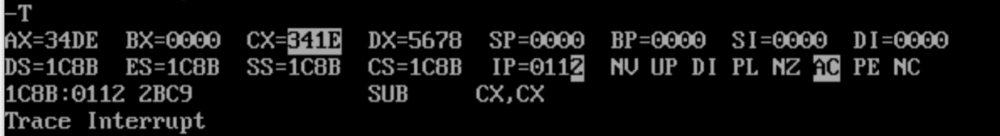 -T
AX=34DE BX=0000 CX=341E DX=5678 SP=0000 BP=0000 SI=0000 DI=0000
DS=1C8B ES=1C8B SS=1C8B CS=1C8B IP=0112 NV UP DI PL NZ AC PE NC
1C8B:0112 2BC9 SUB CX,CX
Trace Interrupt